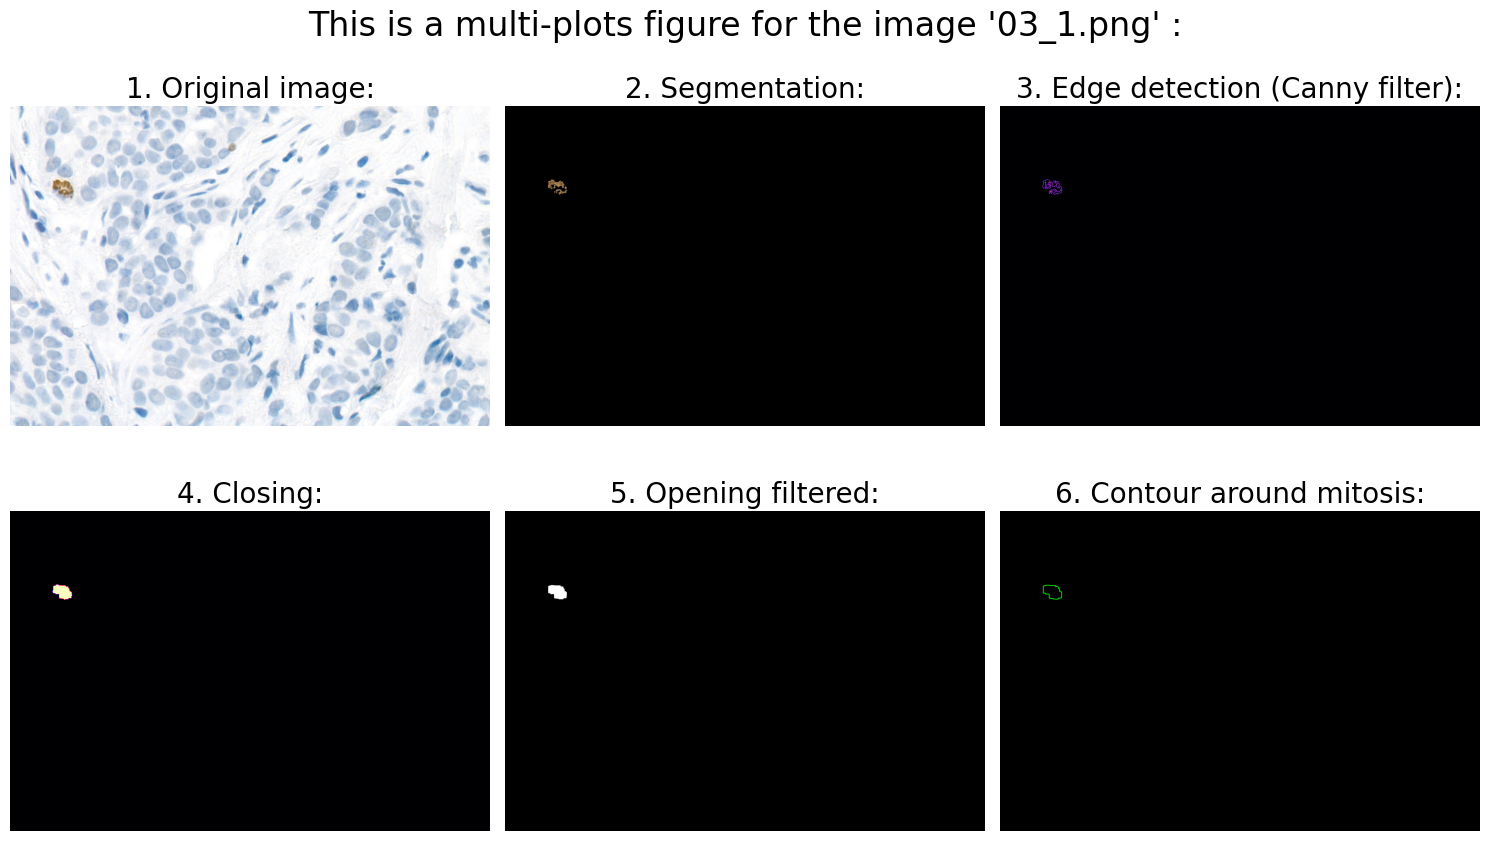 This is a multi-plots figure for the image '03_1.png' :
1. Original image:
2. Segmentation:
3. Edge detection (Canny filter):
4. Closing:
5. Opening filtered:
6. Contour around mitosis: